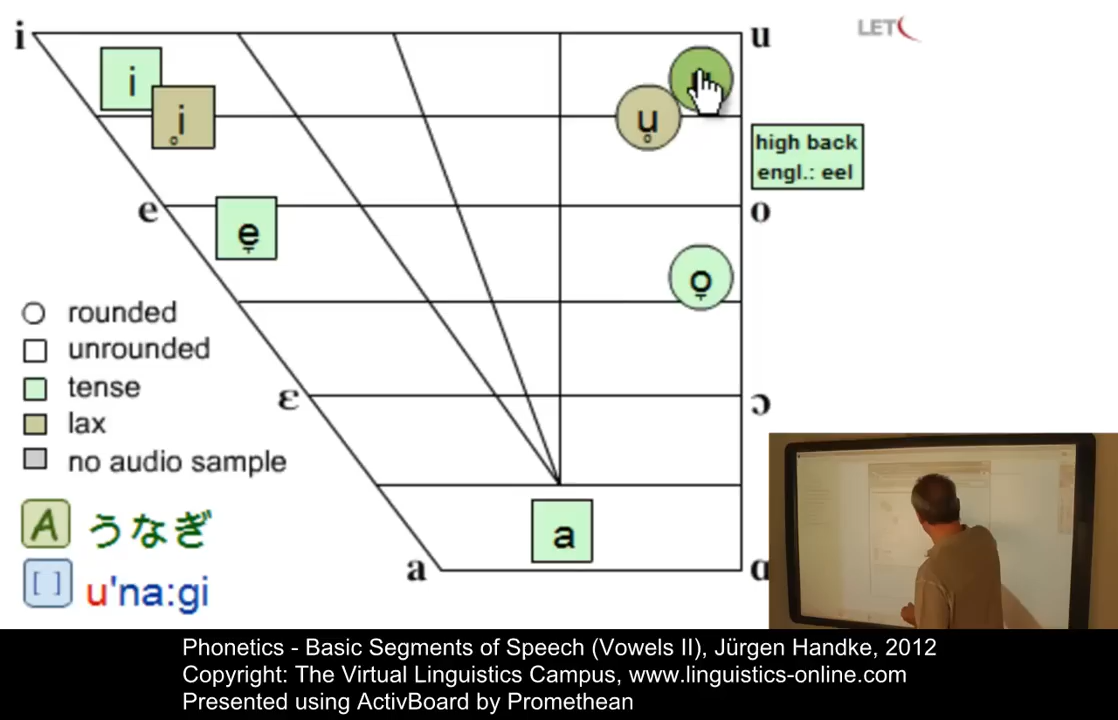 i
u
LET
i
i̥
u̥
high back
engl.: eel
e
o
e̞
o̞
rounded
unrounded
tense
lax
no audio sample
ɛ
ɔ
a
a
ɑ
A うなぎ
[ ] u'na:gi
Phonetics - Basic Segments of Speech (Vowels II), Jürgen Handke, 2012
Copyright: The Virtual Linguistics Campus, www.linguistics-online.com
Presented using ActivBoard by Promethean